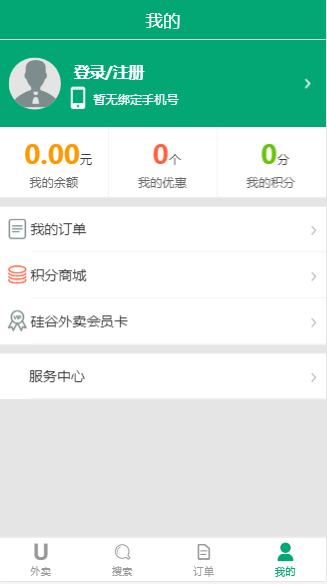 我的
登录/注册
暂无绑定手机号
0.00元 0个 0分
我的余额 我的优惠 我的积分
我的订单
积分商城
VIP
硅谷外卖会员卡
服务中心
外卖 搜索 订单 我的